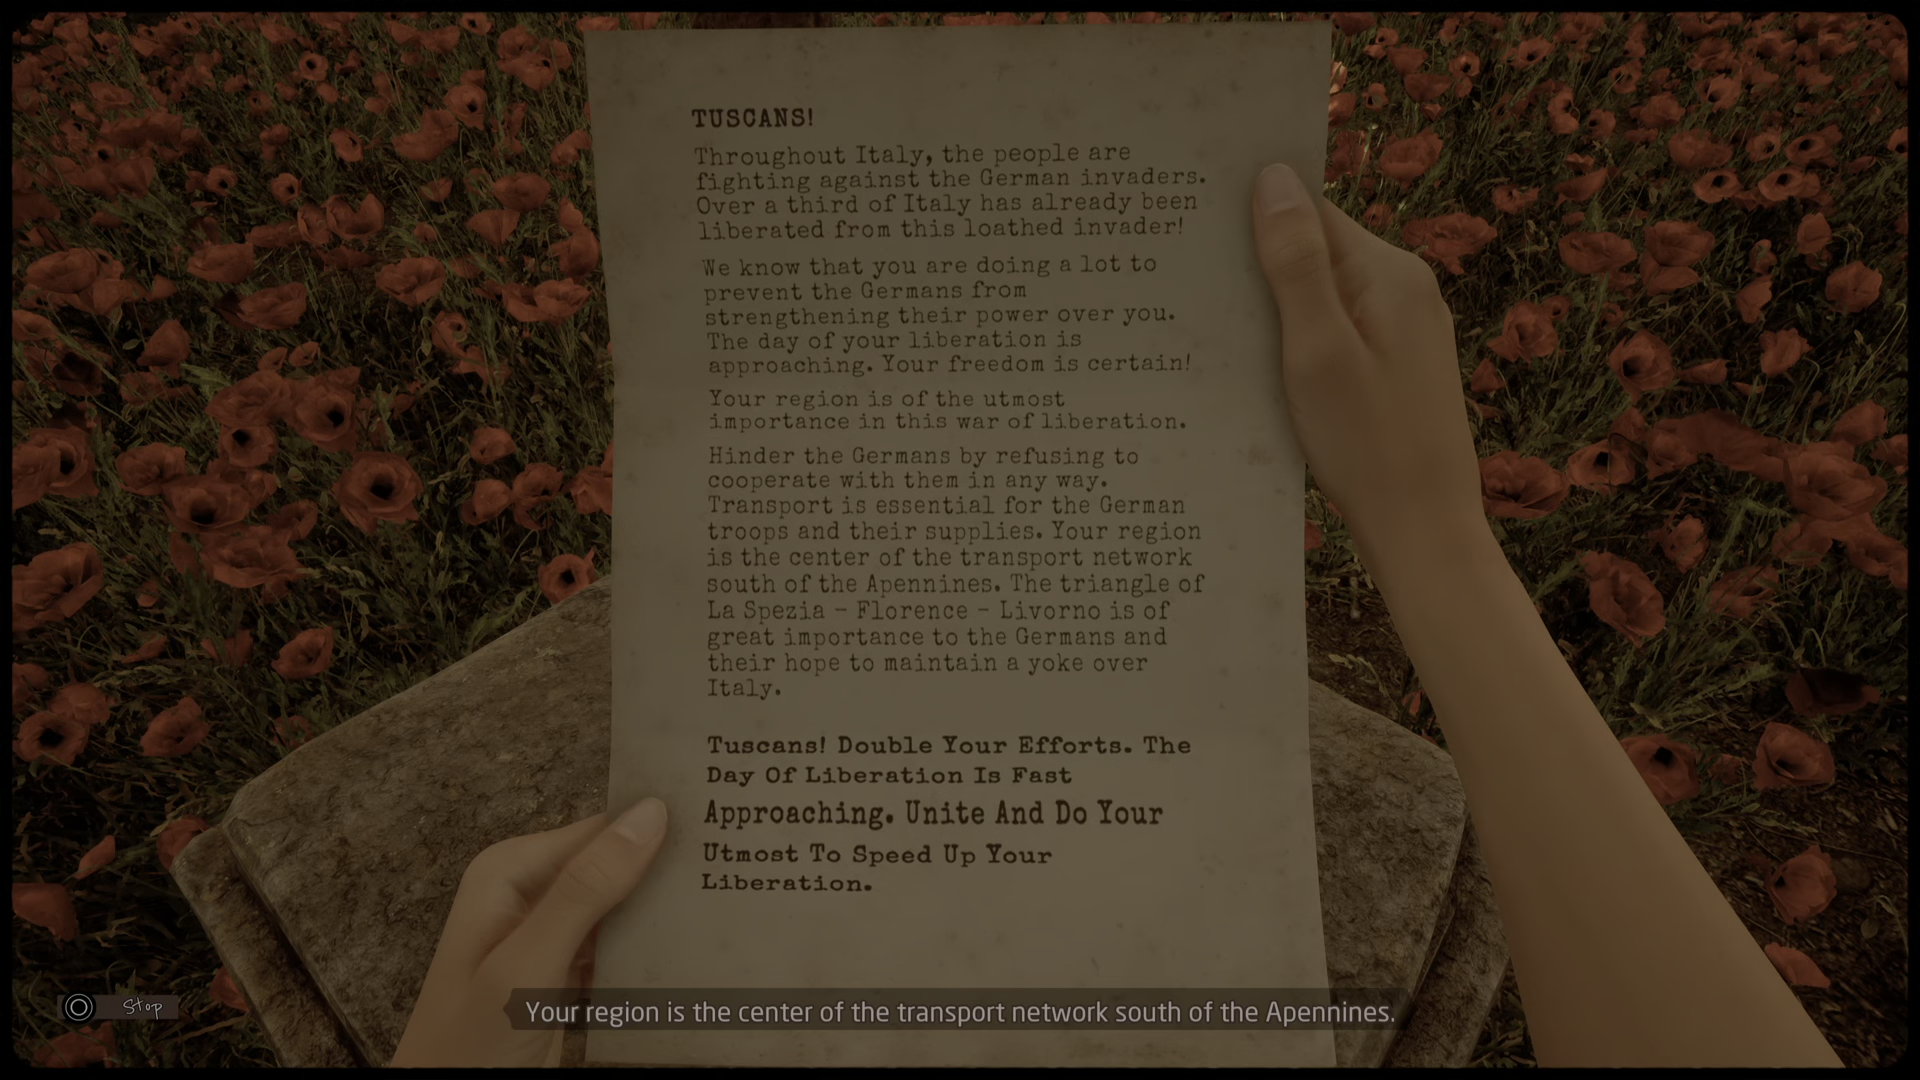 TUSCANS!
Throughout Italy, the people are
fighting against the German invaders.
Over a third of Italy has already been
liberated from this loathed invader!
We know that you are doing a lot to
prevent the Germans from
strengthening their power over you.
The day of your liberation is
approaching. Your freedom is certain!
Your region is of the utmost
importance in this war of liberation.
Hinder the Germans by refusing to
cooperate with them in any way.
Transport is essential for the German
troops and their supplies. Your region
is the center of the transport network
south of the Apennines. The triangle of
La Spezia - Florence - Livorno is of
great importance to the Germans and
their hope to maintain a yoke over
Italy.
Tuscans! Double Your Efforts. The
Day Of Liberation Is Fast
Approaching. Unite And Do Your
Utmost To Speed Up Your
Liberation.
Stop
Your region is the center of the transport network south of the Apennines.